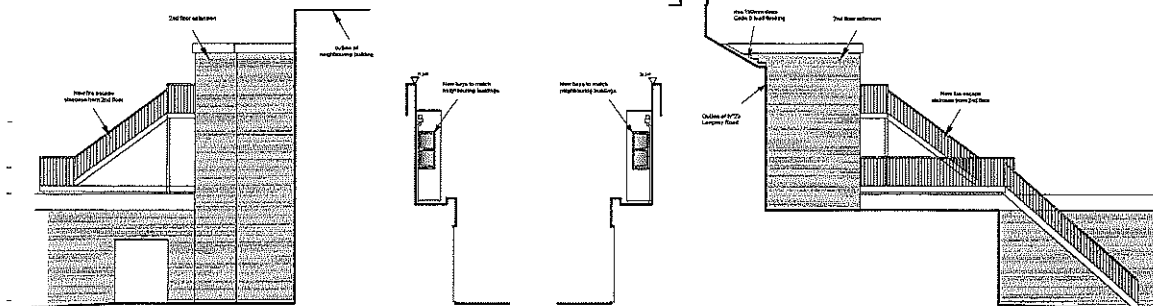 2nd floor extension
Outline of
neighbouring building
New fire escape
staircase from 2nd floor
New bays to match
neighbouring buildings
New bays to match
neighbouring buildings
Code 5 lead flashing
2nd floor extension
Outline of
Road
New fire escape
staircase from 2nd floor